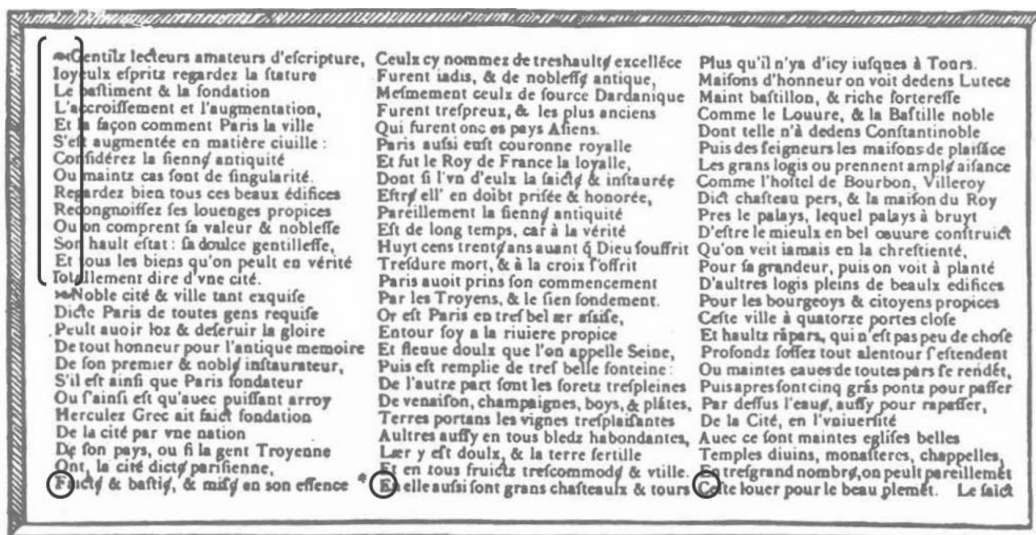 ❧Gentilz lecteurs amateurs d'eſcripture,
Ioyeulx eſpritz regardez la ſtature
Le baſtiment & la fondation
L'accroiſſement et l'augmentation,
Et la façon comment Paris la ville
S'eſt augmentée en matière ciuille :
Conſidérez la ſienné antiquité
Ou maintz cas ſont de ſingularité.
Regardez bien tous ces beaux édifices
Recongnoiſſez ſes louenges propices
Ou on comprent ſa valeur & nobleſſe
Son hault eſtat : ſa doulce gentilleſſe,
Et tous les biens qu'on peult en vérité
Totallement dire d'vne cité.
❧Noble cité & ville tant exquiſe
Dicte Paris de toutes gens requiſe
Peult auoir loz & deſeruir la gloire
De tout honneur pour l'antique memoire
De ſon premier & noblé inſtaurateur,
S'il eſt ainſi que Paris fondateur
Ou ſ'ainſi eſt qu'auec puiſſant arroy
Herculez Grec ait faict fondation
De la cité par vne nation
De ſon pays, ou ſi la gent Troyenne
Ont, la cité dicté pariſienne,
Faicté & baſtié, & miſé en son eſſence *
Ceulx cy nommez de treshaulté excellēce
Furent iadis, & de nobleſſé antique,
Meſmement ceulx de ſource Dardanique
Furent treſpreux, & les plus anciens
Qui furent onc es pays Aſiens.
Paris auſsi euſt couronne royalle
Et fut le Roy de France la loyalle,
Dont ſi l'vn d'eulx la ſaicté & inſtaurée
Eſtré ell' en doibt priſée & honorée,
Pareillement la ſienné antiquité
Eſt de long temps, car à la vérité
Huyt cens trenté ans auant q̃ Dieu ſouffrit
Treſdure mort, & à la croix ſ'offrit
Paris auoit prins ſon commencement
Par les Troyens, & le ſien fondement.
Or eſt Paris en treſ bel ær aſsiſe,
Entour ſoy a la riuiere propice
Et fleuue doulx que l'on appelle Seine,
Puis eſt remplie de treſ belle fonteine :
De l'autre part ſont les foretz treſpleines
De venaiſon, champaignes, boys, & plātes,
Terres portans les vignes treſplaiſantes
Aultres auſſy en tous bledz habondantes,
Lær y eſt doulx, & la terre fertille
Et en tous fruictz treſcommodé & vtille.
En elle auſsi ſont grans chaſteaulx & tours
Plus qu'il n'ya d'icy iuſques à Tours.
Maiſons d'honneur on voit dedens Lutece
Maint baſtillon, & riche fortereſſe
Comme le Louure, & la Baſtille noble
Dont telle n'à dedens Conſtantinoble
Puis des ſeigneurs les maiſons de plaiſāce
Les grans logis ou prennent amplé aiſance
Comme l'hoſtel de Bourbon, Villeroy
Dict chaſteau pers, & la maiſon du Roy
Pres le palays, lequel palays à bruyt
D'eſtre le mieulx en bel œuure conſtruict
Qu'on veit iamais en la chreſtienté,
Pour ſa grandeur, puis on voit à planté
D'aultres logis pleins de beaulx edifices
Pour les bourgeoys & citoyens propices
Ceſte ville à quatorze portes cloſe
Et haultz rāpars, qui n'eſt pas peu de choſe
Profondz foſſez tout alentour ſ'eſtendent
Ou maintes eaues de toutes pars ſe rendēt,
Puis apres ſont cinq grās pontz pour paſſer
Par deſſus l'eaué, auſſy pour rapaſſer,
De la Cité, en l'vniuerſité
Auec ce ſont maintes egliſes belles
Temples diuins, monaſteres, chappelles,
En treſgrand nombré, on peult pareillemēt
Ceſte louer pour le beau plemēt. Le ſaict